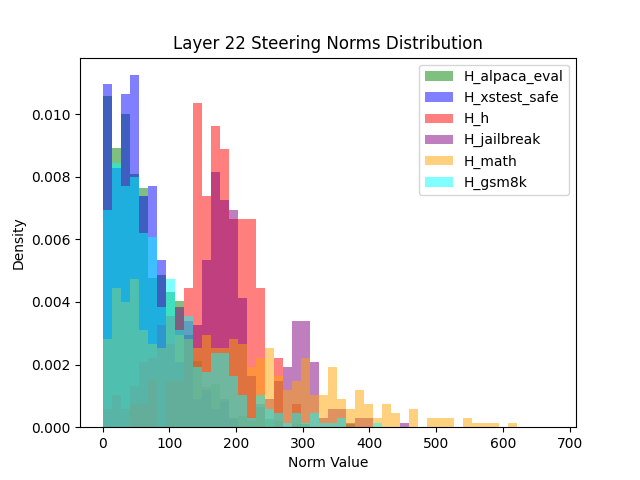 Layer 22 Steering Norms Distribution
H_alpaca_eval
H_xstest_safe
H_h
H_jailbreak
H_math
H_gsm8k
Density
0.010
0.008
0.006
0.004
0.002
0.000
0 100 200 300 400 500 600 700
Norm Value